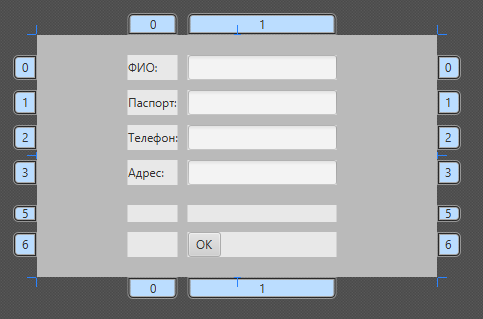 0 1
0 ФИО: 0
1 Паспорт: 1
2 Телефон: 2
3 Адрес: 3
5 5
6 OK 6
0 1